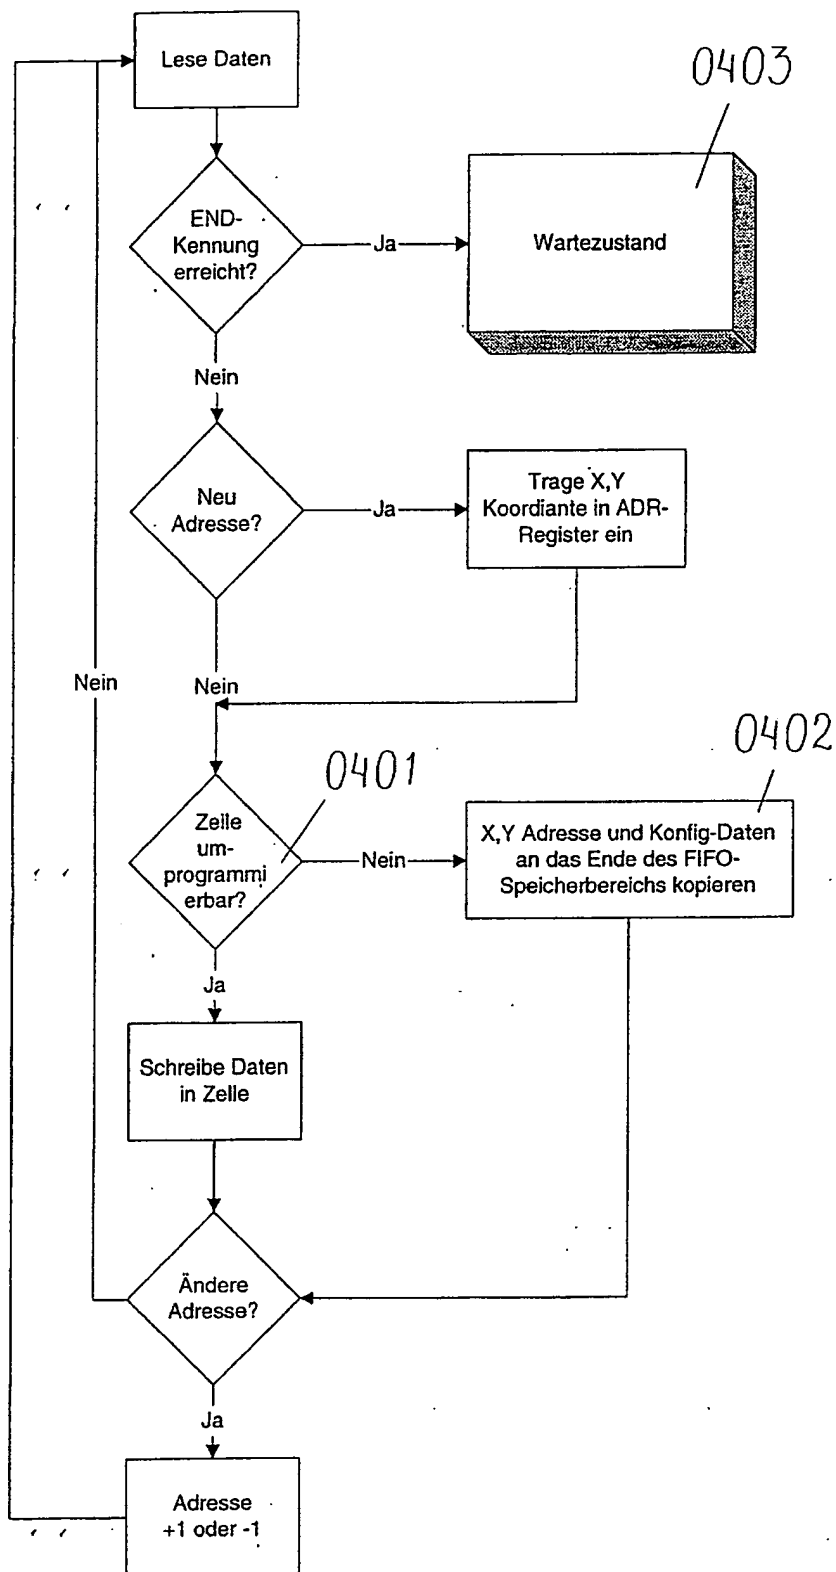 Lese Daten
0403
END-
Kennung
erreicht?
Ja
Wartezustand
Nein
Neu
Adresse?
Ja
Trage X,Y
Koordiante in ADR-
Register ein
Nein
Nein
0402
0401
Zelle
um-
programmi
erbar?
Nein
X,Y Adresse und Konfig-Daten
an das Ende des FIFO-
Speicherbereichs kopieren
Ja
Schreibe Daten
in Zelle
Ändere
Adresse?
Ja
Adresse
+1 oder -1